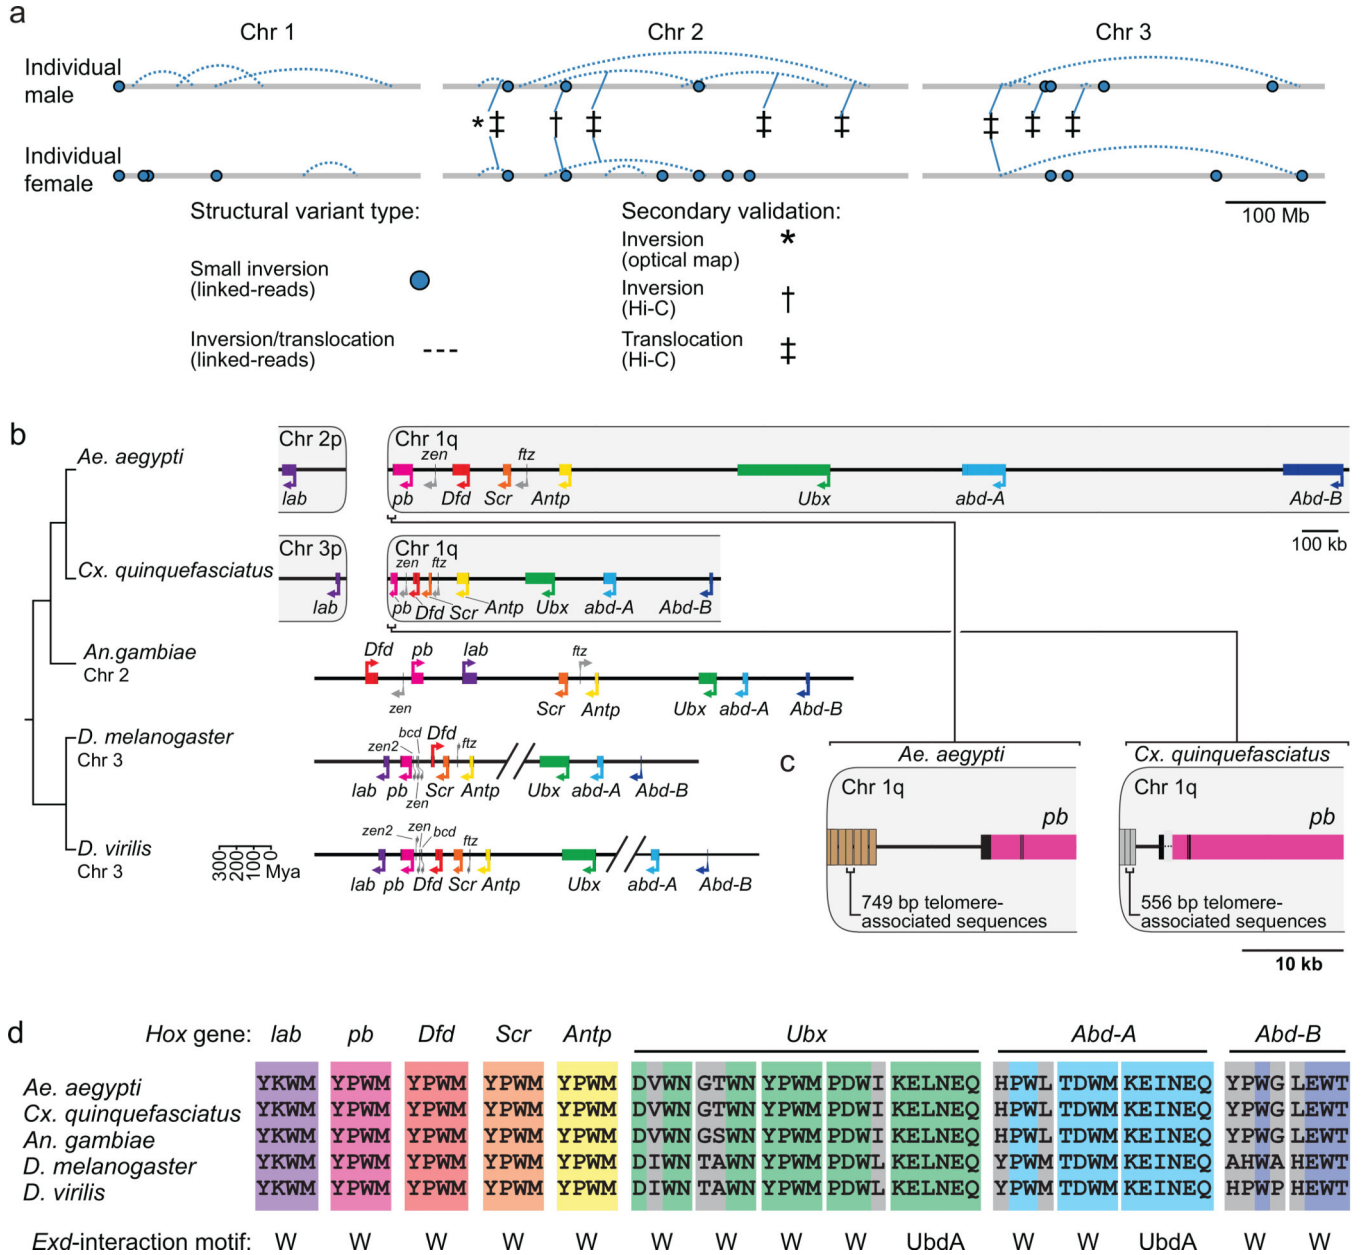 a
Chr 1
Chr 2
Chr 3
Individual
male
*‡
†
‡
‡
‡
‡
‡
‡
Individual
female
100 Mb
Structural variant type:
Secondary validation:
Small inversion
(linked-reads)
Inversion/translocation
(linked-reads)
Inversion
(optical map)
*
Inversion
(Hi-C)
†
Translocation
(Hi-C)
‡
b
Ae. aegypti
Chr 2p
lab
Chr 1q
zen
ftz
pb Dfd Scr Antp Ubx abd-A Abd-B
100 kb
Cx. quinquefasciatus
Chr 3p
lab
Chr 1q
zen ftz
pb Dfd Scr Antp Ubx abd-A Abd-B
An.gambiae
Chr 2
Dfd pb lab ftz
zen Scr Antp Ubx abd-A Abd-B
D. melanogaster
Chr 3
zen2 bcd Dfd ftz
lab pb Scr Antp Ubx abd-A Abd-B
zen
D. virilis
Chr 3
zen2 zen bcd ftz
lab pb Dfd Scr Antp Ubx abd-A Abd-B
300 200 100 0 Mya
c
Ae. aegypti
Chr 1q
pb
749 bp telomere-
associated sequences
Cx. quinquefasciatus
Chr 1q
pb
556 bp telomere-
associated sequences
10 kb
d
Hox gene: lab pb Dfd Scr Antp Ubx Abd-A Abd-B
Ae. aegypti YKWM YPWM YPWM YPWM YPWM DVWN GTWN YPWM PDWI KELNEQ HPWL TDWM KEINEQ YPWG LEWT
Cx. quinquefasciatus YKWM YPWM YPWM YPWM YPWM DVWN GTWN YPWM PDWI KELNEQ HPWL TDWM KEINEQ YPWG LEWT
An. gambiae YKWM YPWM YPWM YPWM YPWM DVWN GSWN YPWM PDWI KELNEQ HPWL TDWM KEINEQ YPWG LEWT
D. melanogaster YKWM YPWM YPWM YPWM YPWM DIWN TAWN YPWM PDWL KELNEQ YPWM TDWM KEINEQ AHWA HEWT
D. virilis YKWM YPWM YPWM YPWM YPWM DIWN TAWN YPWM PDWL KELNEQ YPWM TDWM KEINEQ HPWP HEWT
Exd-interaction motif: W W W W W W W W W UbdA W W UbdA W W